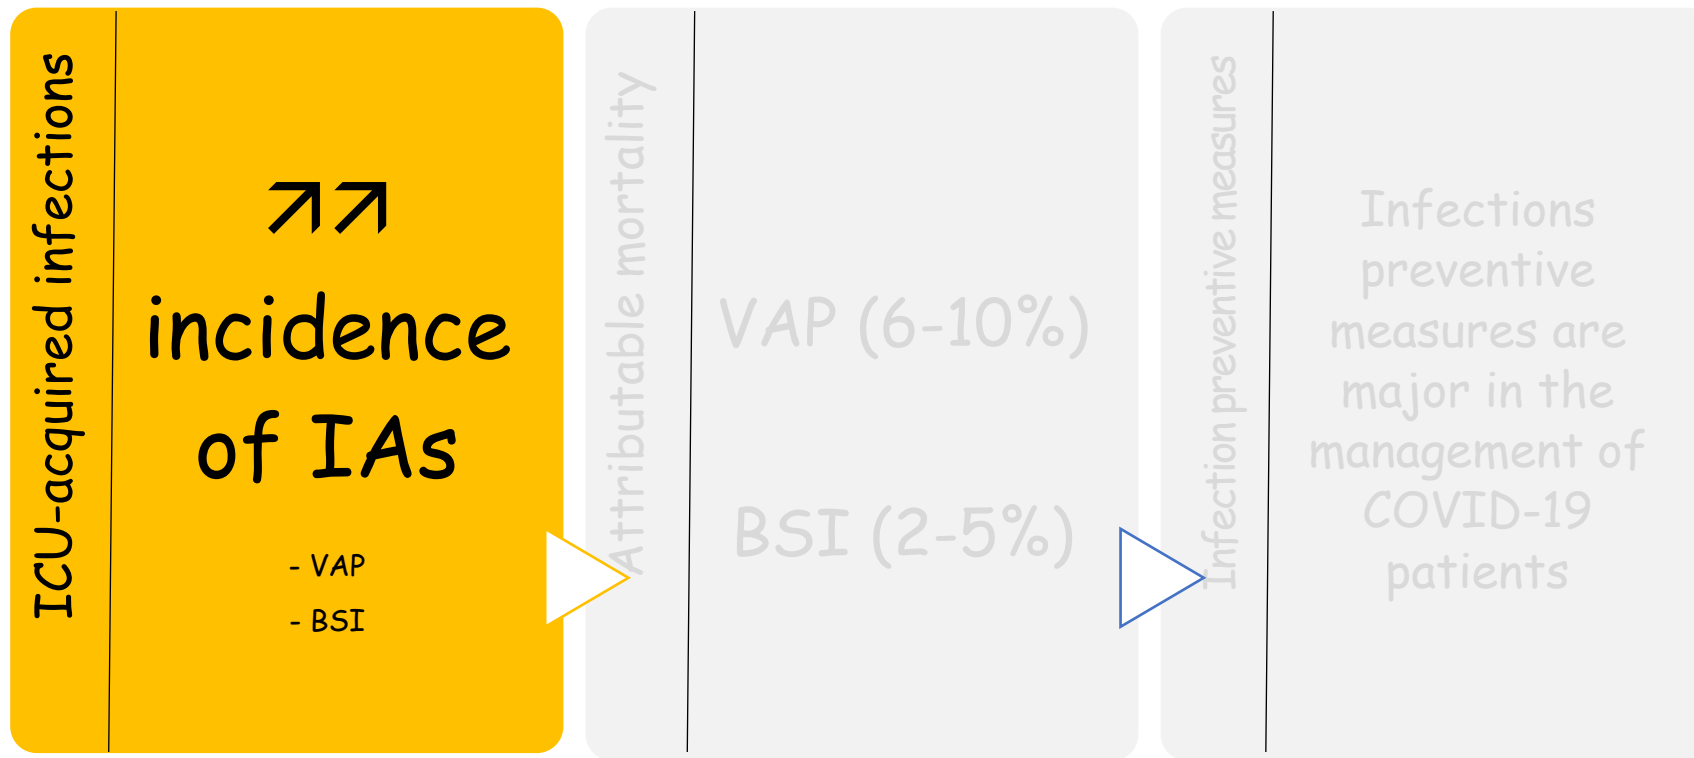 ICU-acquired infections
↗↗
incidence
of IAs
- VAP
- BSI
Attributable mortality
VAP (6-10%)
BSI (2-5%)
Infection preventive measures
Infections
preventive
measures are
major in the
management of
COVID-19
patients